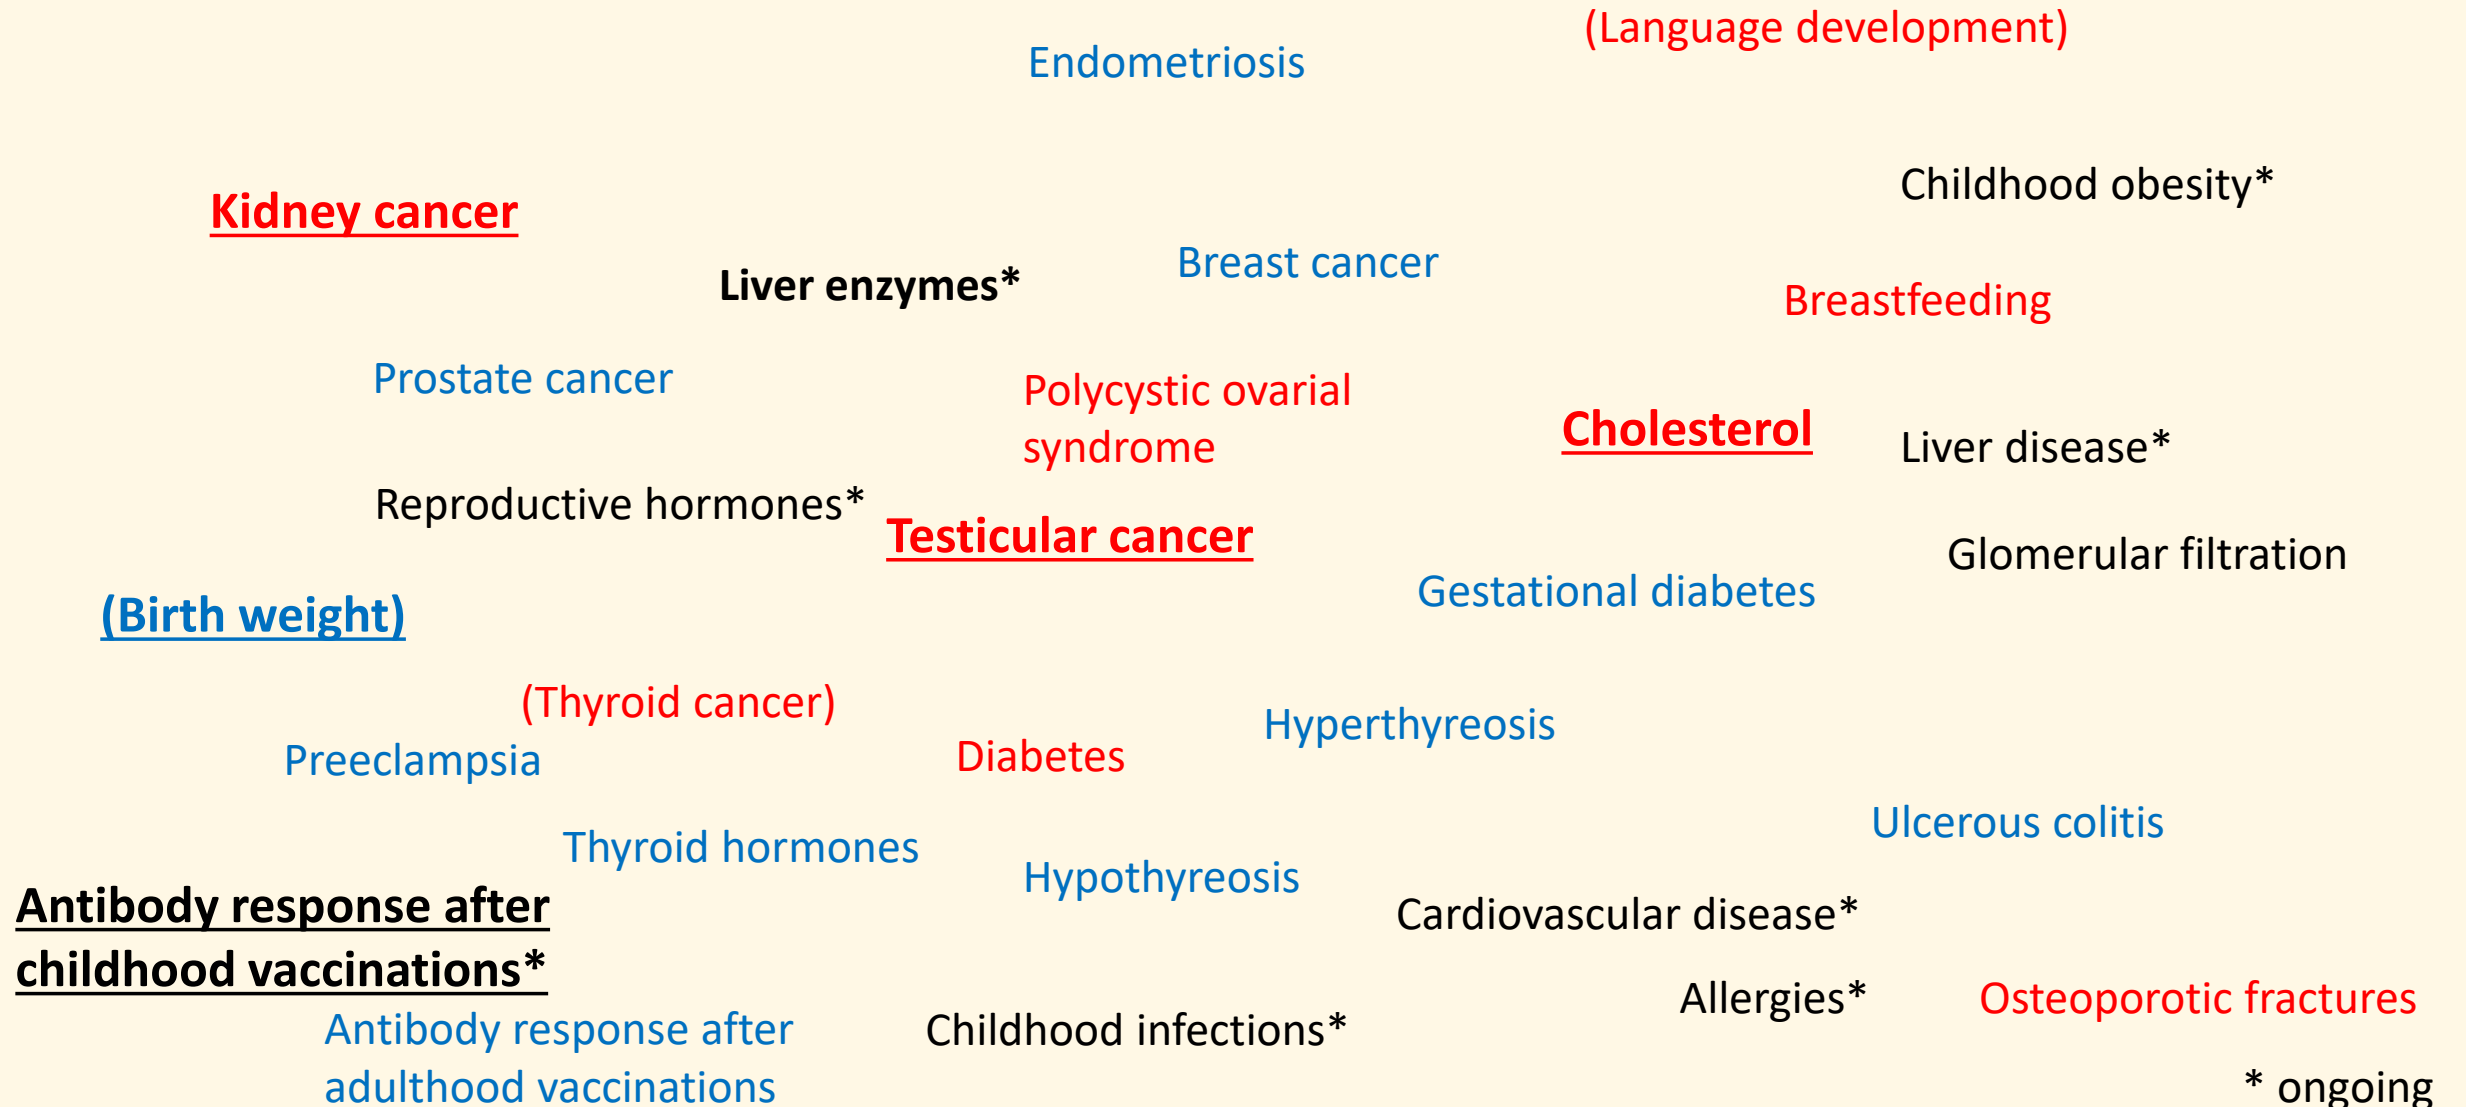 (Language development)
Endometriosis
Childhood obesity*
Kidney cancer
Breast cancer
Liver enzymes*
Breastfeeding
Prostate cancer
Polycystic ovarial
syndrome
Cholesterol
Liver disease*
Reproductive hormones*
Testicular cancer
Glomerular filtration
Gestational diabetes
(Birth weight)
(Thyroid cancer)
Hyperthyreosis
Preeclampsia
Diabetes
Ulcerous colitis
Thyroid hormones
Hypothyreosis
Antibody response after
childhood vaccinations*
Cardiovascular disease*
Allergies*
Osteoporotic fractures
Antibody response after
adulthood vaccinations
Childhood infections*
* ongoing